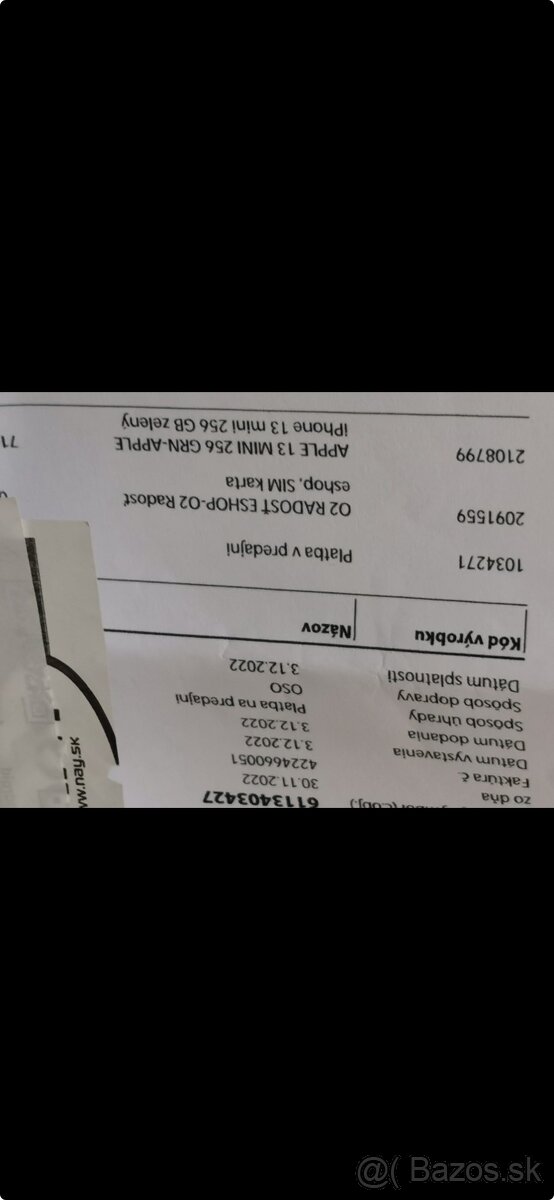 6113403427
zo dňa 30.11.2022
Faktúra č. 4224660051
Dátum vystavenia 3.12.2022
Dátum dodania 3.12.2022
Spôsob úhrady Platba na predajni
Spôsob dopravy OSO
Dátum splatnosti 3.12.2022
Kód výrobku Názov
1034271 Platba v predajni
2091559 O2 RADOSŤ ESHOP-O2 Radosť
eshop, SIM karta
2108799 APPLE 13 MINI 256 GRN-APPLE 71
iPhone 13 mini 256 GB zelený
www.nay.sk
@( Bazos.sk